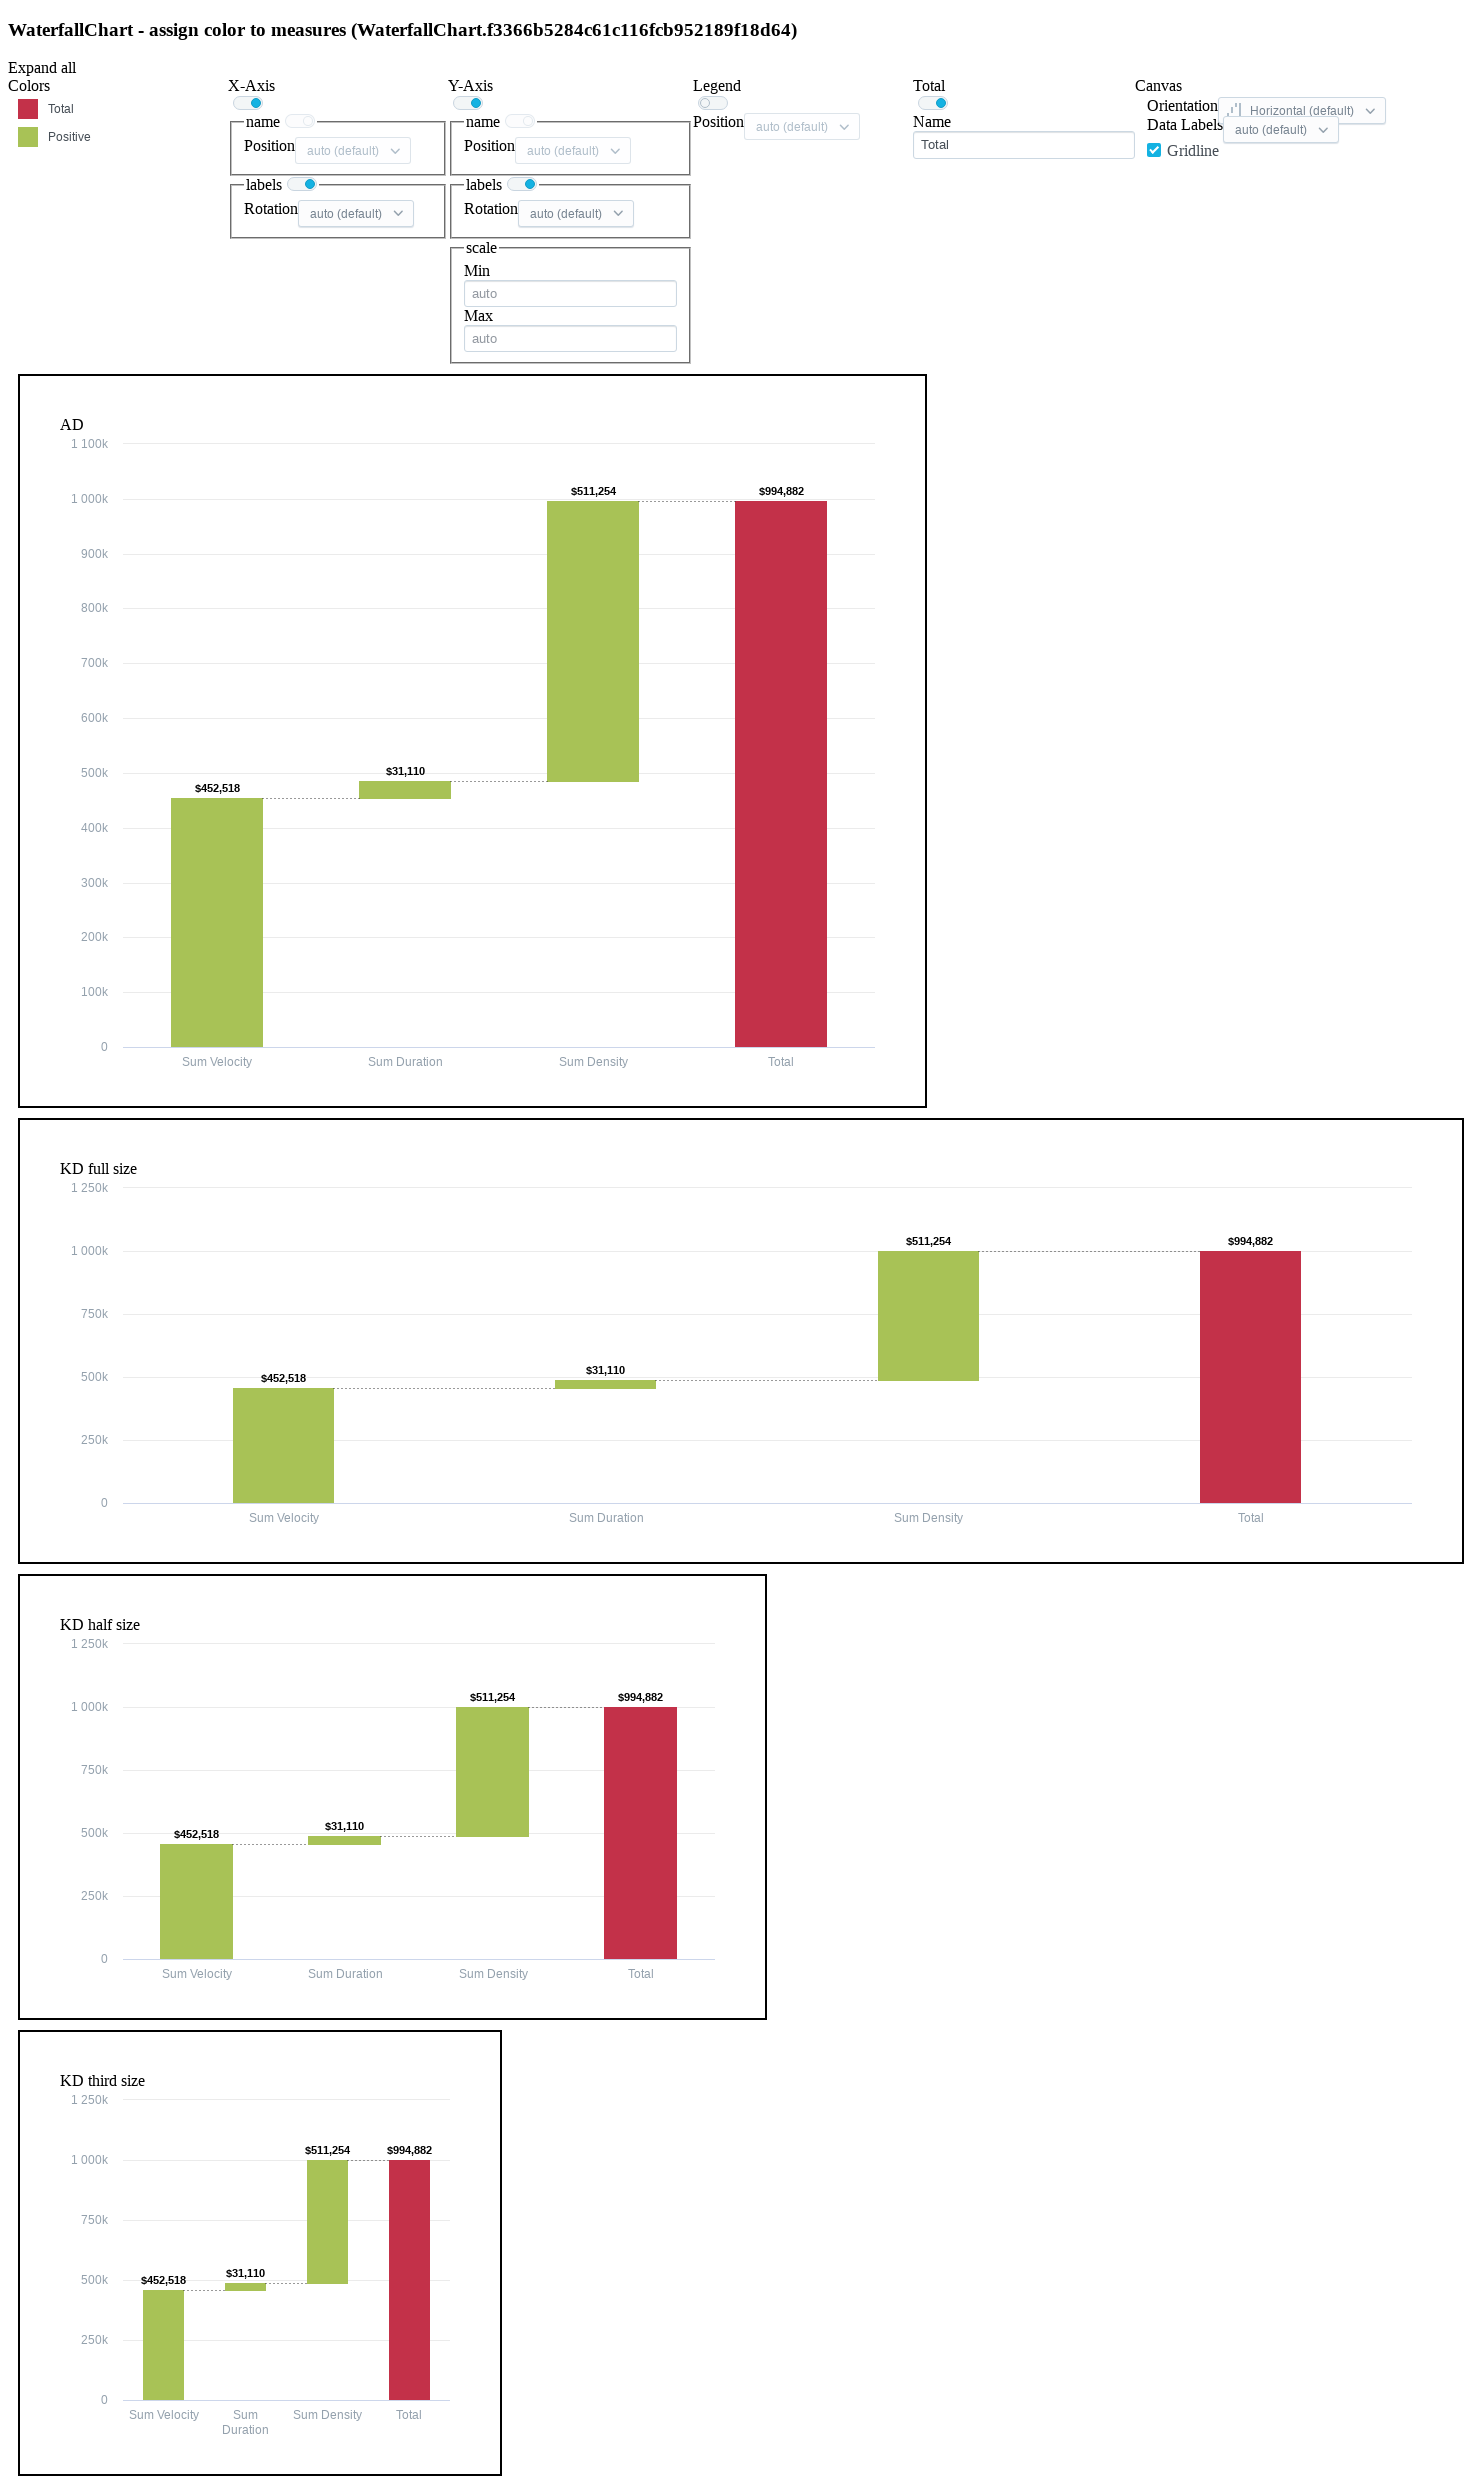 WaterfallChart - assign color to measures (WaterfallChart.f3366b5284c61c116fcb952189f18d64)
Expand all
Colors
Total
Positive
X-Axis
name
Position auto (default)
labels
Rotation auto (default)
Y-Axis
name
Position auto (default)
labels
Rotation auto (default)
scale
Min
auto
Max
auto
Legend
Position auto (default)
Total
Name
Total
Canvas
Orientation Horizontal (default)
Data Labels auto (default)
Gridline
AD
1 100k
1 000k
900k
800k
700k
600k
500k
400k
300k
200k
100k
0
$452,518
$31,110
$511,254
$994,882
Sum Velocity
Sum Duration
Sum Density
Total
KD full size
1 250k
1 000k
750k
500k
250k
0
$452,518
$31,110
$511,254
$994,882
Sum Velocity
Sum Duration
Sum Density
Total
KD half size
1 250k
1 000k
750k
500k
250k
0
$452,518
$31,110
$511,254
$994,882
Sum Velocity
Sum Duration
Sum Density
Total
KD third size
1 250k
1 000k
750k
500k
250k
0
$452,518
$31,110
$511,254
$994,882
Sum Velocity
Sum
Duration
Sum Density
Total